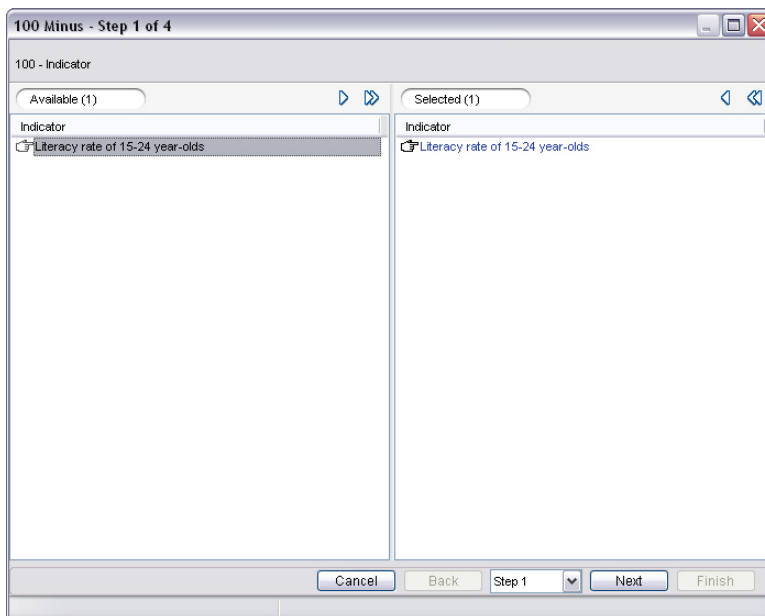 100 Minus - Step 1 of 4
100 - Indicator
Available (1)
Selected (1)
Indicator
Indicator
Literacy rate of 15-24 year-olds
Literacy rate of 15-24 year-olds
Cancel
Back
Step 1
Next
Finish